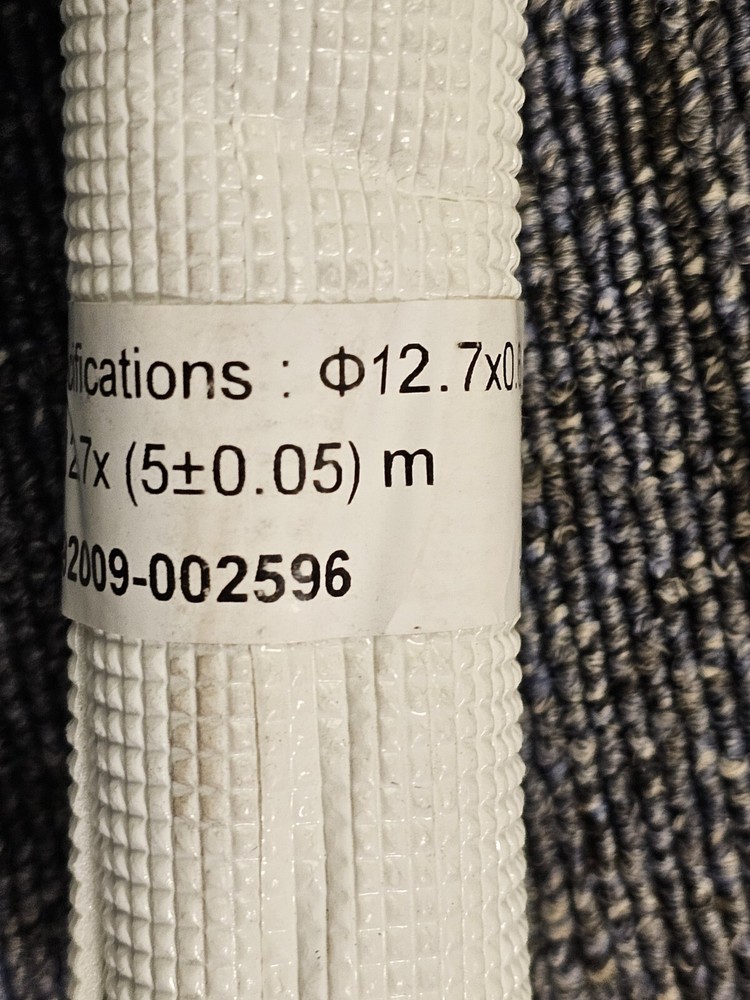 ifications : Φ12.7x0.
27x (5±0.05) m
2009-002596